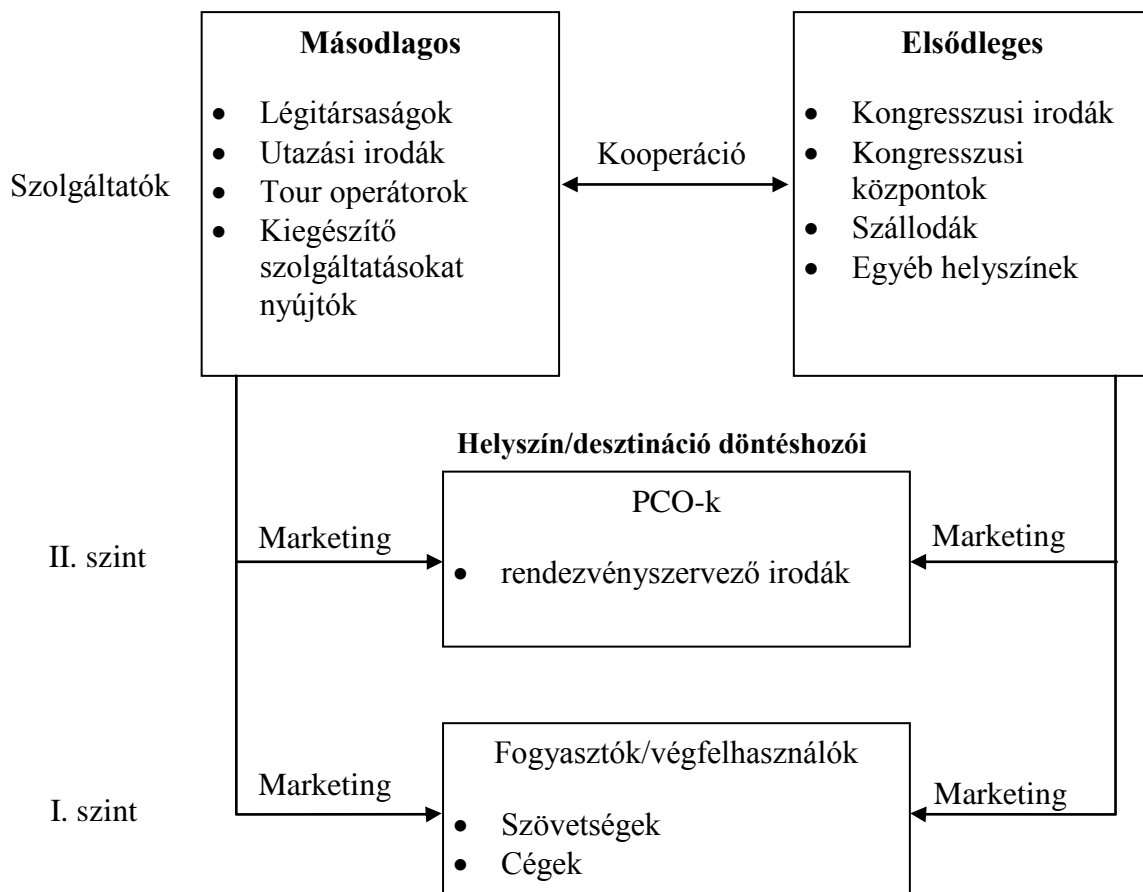 Másodlagos
• Légitársaságok
• Utazási irodák
• Tour operátorok
• Kiegészítő
szolgáltatásokat
nyújtók
Elsődleges
• Kongresszusi irodák
• Kongresszusi
központok
• Szállodák
• Egyéb helyszínek
Szolgáltatók
Kooperáció
Helyszín/desztináció döntéshozói
PCO-k
• rendezvényszervező irodák
II. szint
Marketing
Marketing
Fogyasztók/végfelhasználók
• Szövetségek
• Cégek
I. szint
Marketing
Marketing